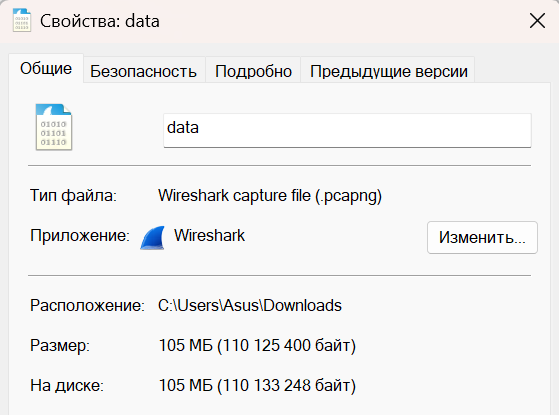 Свойства: data
Общие Безопасность Подробно Предыдущие версии
01010
01101
01110
data
Тип файла: Wireshark capture file (.pcapng)
Приложение: Wireshark Изменить...
Расположение: C:\Users\Asus\Downloads
Размер: 105 МБ (110 125 400 байт)
На диске: 105 МБ (110 133 248 байт)